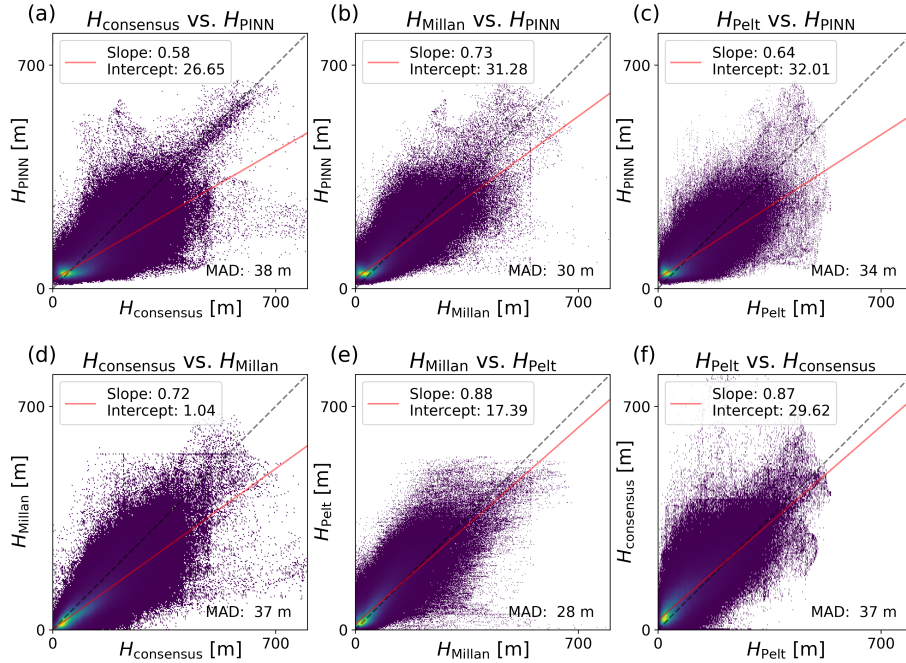 (a) H_consensus vs. H_PINN
Slope: 0.58
Intercept: 26.65
700
H_PINN [m]
MAD: 38 m
0
0
700
H_consensus [m]
(b) H_Millan vs. H_PINN
Slope: 0.73
Intercept: 31.28
700
H_PINN [m]
MAD: 30 m
0
0
700
H_Millan [m]
(c) H_Pelt vs. H_PINN
Slope: 0.64
Intercept: 32.01
700
H_PINN [m]
MAD: 34 m
0
0
700
H_Pelt [m]
(d) H_consensus vs. H_Millan
Slope: 0.72
Intercept: 1.04
700
H_Millan [m]
MAD: 37 m
0
0
700
H_consensus [m]
(e) H_Millan vs. H_Pelt
Slope: 0.88
Intercept: 17.39
700
H_Pelt [m]
MAD: 28 m
0
0
700
H_Millan [m]
(f) H_Pelt vs. H_consensus
Slope: 0.87
Intercept: 29.62
700
H_consensus [m]
MAD: 37 m
0
0
700
H_Pelt [m]